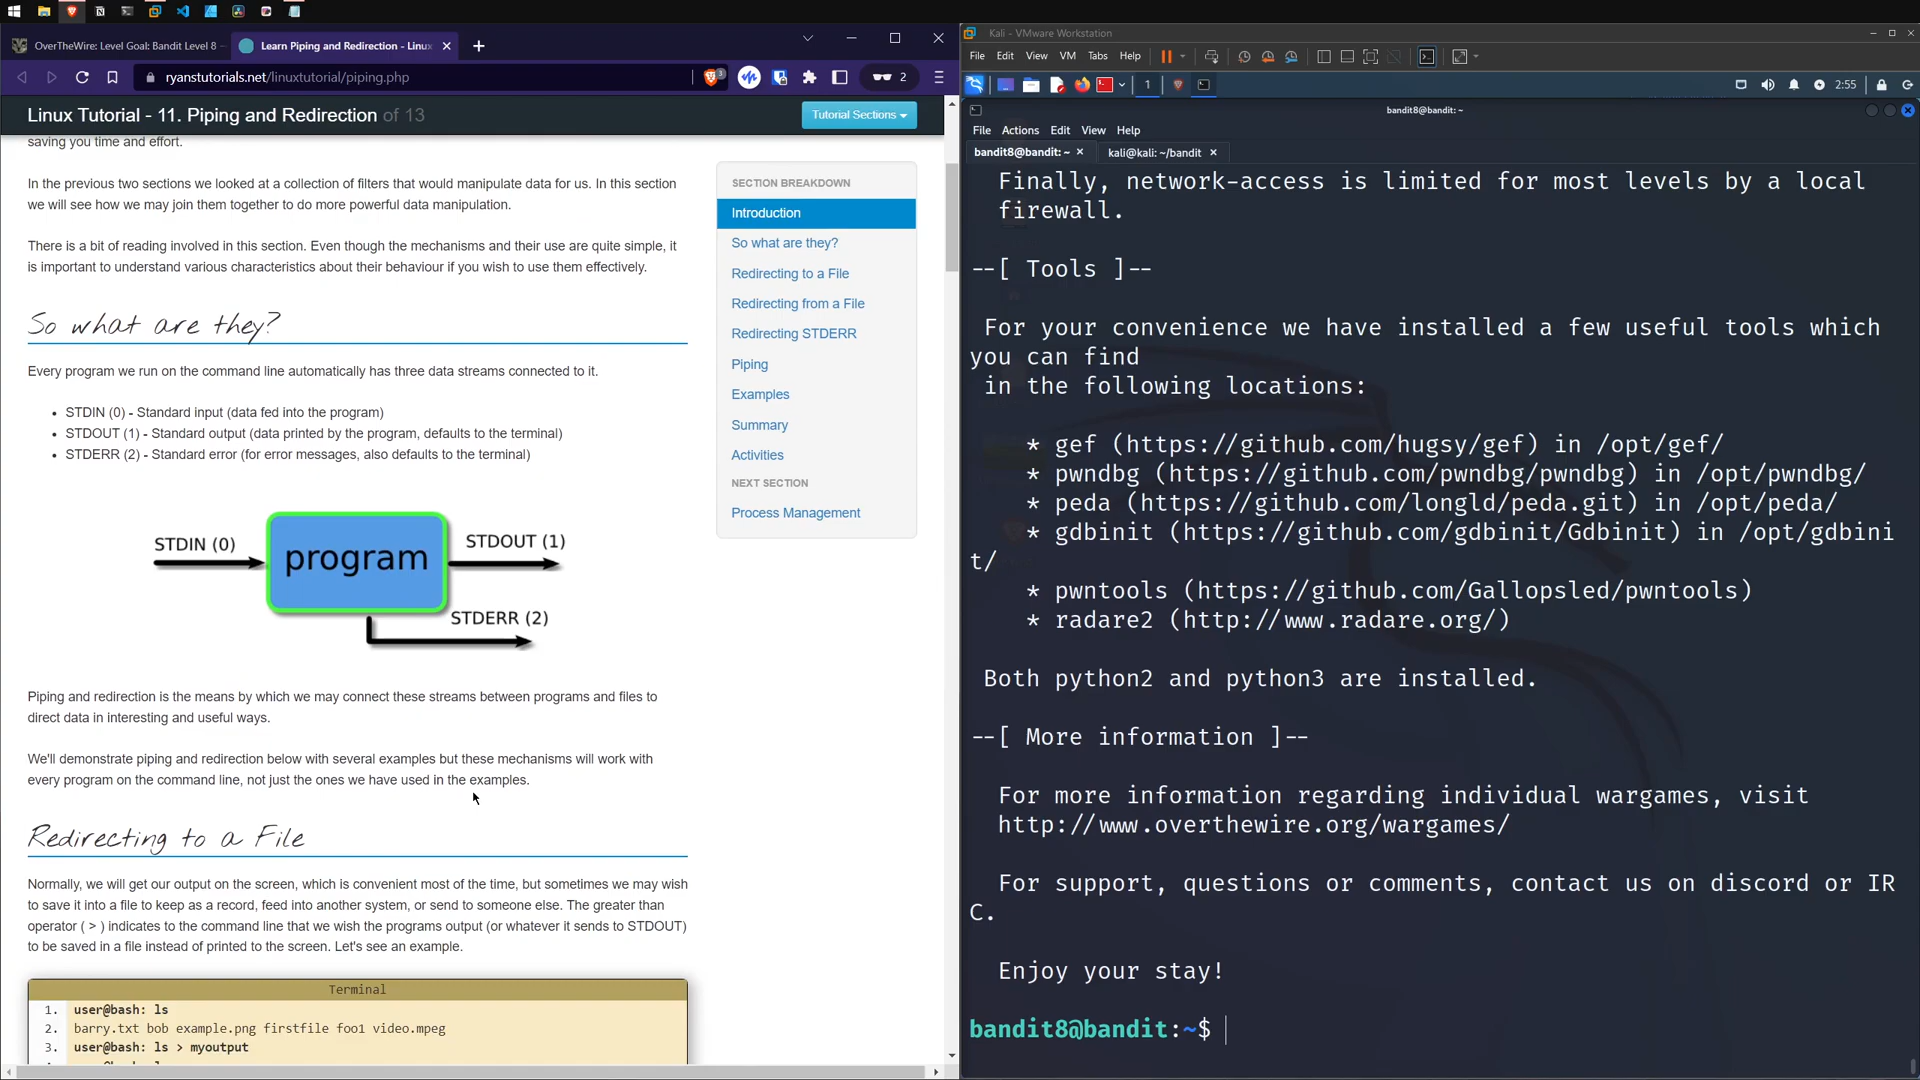 OverTheWire: Level Goal: Bandit Level 8
Learn Piping and Redirection - Linux
ryanstutorials.net/linuxtutorial/piping.php
3
2
Linux Tutorial - 11. Piping and Redirection of 13
Tutorial Sections
saving you time and effort.
In the previous two sections we looked at a collection of filters that would manipulate data for us. In this section
we will see how we may join them together to do more powerful data manipulation.
There is a bit of reading involved in this section. Even though the mechanisms and their use are quite simple, it
is important to understand various characteristics about their behaviour if you wish to use them effectively.
So what are they?
Every program we run on the command line automatically has three data streams connected to it.
• STDIN (0) - Standard input (data fed into the program)
• STDOUT (1) - Standard output (data printed by the program, defaults to the terminal)
• STDERR (2) - Standard error (for error messages, also defaults to the terminal)
STDIN (0)
program
STDOUT (1)
STDERR (2)
Piping and redirection is the means by which we may connect these streams between programs and files to
direct data in interesting and useful ways.
We'll demonstrate piping and redirection below with several examples but these mechanisms will work with
every program on the command line, not just the ones we have used in the examples.
Redirecting to a File
Normally, we will get our output on the screen, which is convenient most of the time, but sometimes we may wish
to save it into a file to keep as a record, feed into another system, or send to someone else. The greater than
operator ( > ) indicates to the command line that we wish the programs output (or whatever it sends to STDOUT)
to be saved in a file instead of printed to the screen. Let's see an example.
Terminal
1. user@bash: ls
2. barry.txt bob example.png firstfile foo1 video.mpeg
3. user@bash: ls > myoutput
SECTION BREAKDOWN
Introduction
So what are they?
Redirecting to a File
Redirecting from a File
Redirecting STDERR
Piping
Examples
Summary
Activities
NEXT SECTION
Process Management
Kali - VMware Workstation
File Edit View VM Tabs Help
1
2:55
bandit8@bandit: ~
File Actions Edit View Help
bandit8@bandit: ~ ×
kali@kali: ~/bandit ×
Finally, network-access is limited for most levels by a local
firewall.
--[ Tools ]--
For your convenience we have installed a few useful tools which
you can find
in the following locations:
* gef (https://github.com/hugsy/gef) in /opt/gef/
* pwndbg (https://github.com/pwndbg/pwndbg) in /opt/pwndbg/
* peda (https://github.com/longld/peda.git) in /opt/peda/
* gdbinit (https://github.com/gdbinit/Gdbinit) in /opt/gdbini
t/
* pwntools (https://github.com/Gallopsled/pwntools)
* radare2 (http://www.radare.org/)
Both python2 and python3 are installed.
--[ More information ]--
For more information regarding individual wargames, visit
http://www.overthewire.org/wargames/
For support, questions or comments, contact us on discord or IR
C.
Enjoy your stay!
bandit8@bandit:~$